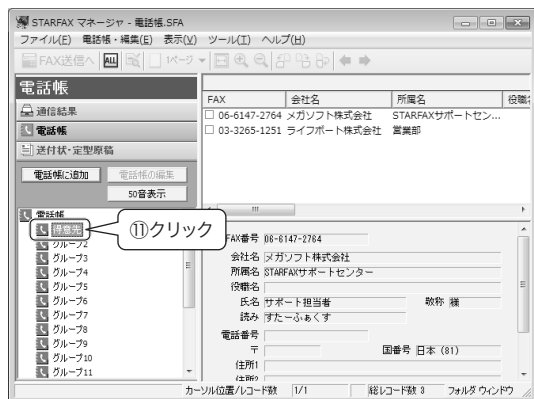 STARFAX マネージャ - 電話帳.SFA
ファイル(F) 電話帳・編集(E) 表示(V) ツール(T) ヘルプ(H)
FAX送信へ ALL 1ページ
電話帳
通信結果
電話帳
送付状・定型原稿
電話帳に追加 電話帳の編集
50音表示
電話帳
得意先
グループ2
グループ3
グループ4
グループ5
グループ6
グループ7
グループ8
グループ9
グループ10
グループ11
⑪クリック
FAX 会社名 所属名 役職
06-6147-2764 メガソフト株式会社 STARFAXサポートセン...
03-3265-1251 ライフボート株式会社 営業部
FAX番号 06-6147-2764
会社名 メガソフト株式会社
所属名 STARFAXサポートセンター
役職名
氏名 サポート担当者 敬称 様
読み すたーふぁくす
電話番号
〒 国番号 日本 (81)
住所1
住所2
カーソル位置/レコード数 1/1 総レコード数 3 フォルダ ウィンドウ